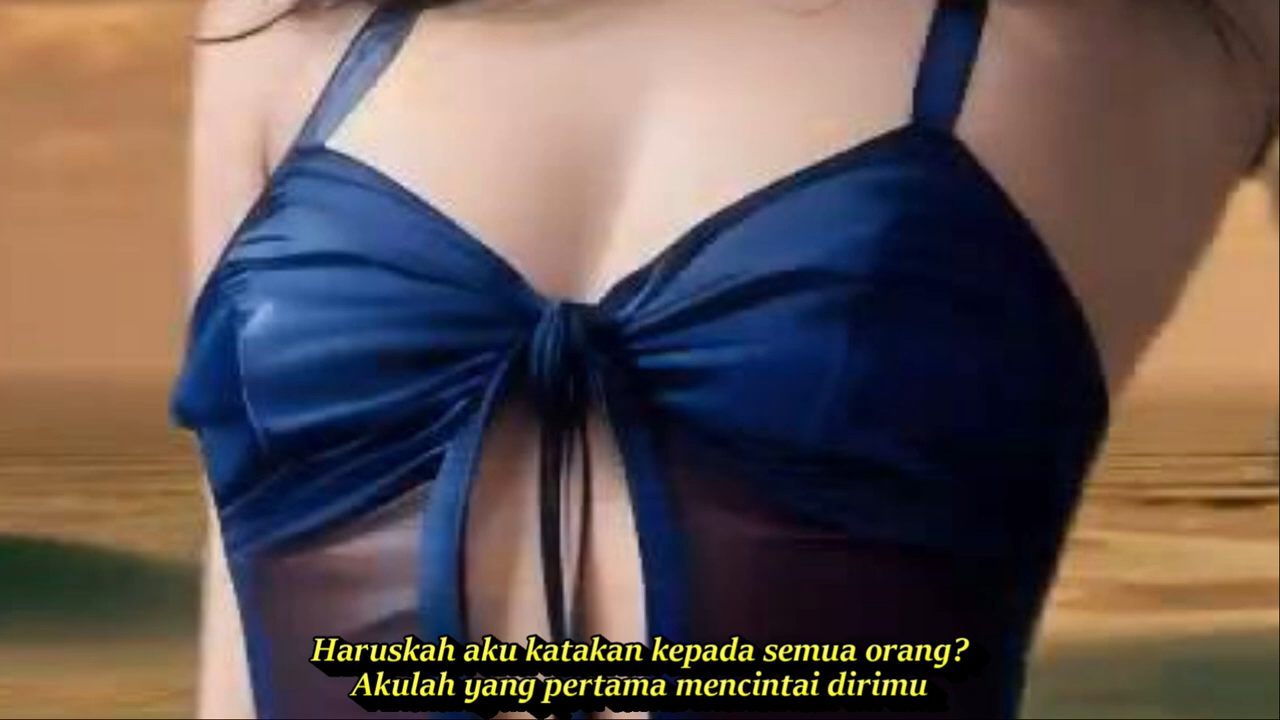 Haruskah aku katakan kepada semua orang?
Akulah yang pertama mencintai dirimu